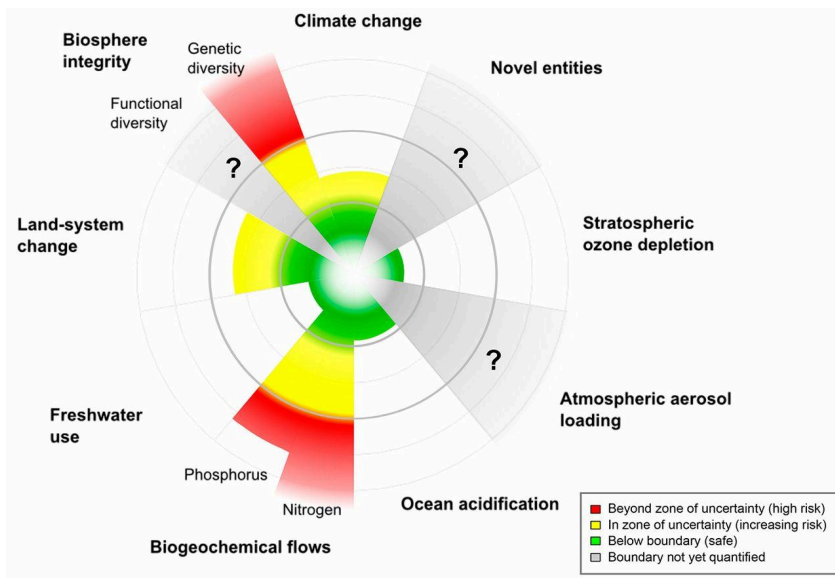 Climate change
Biosphere
integrity
Genetic
diversity
Novel entities
Functional
diversity
?
?
Land-system
change
Stratospheric
ozone depletion
?
Atmospheric aerosol
loading
Freshwater
use
Phosphorus
Nitrogen
Ocean acidification
Biogeochemical flows
Beyond zone of uncertainty (high risk)
In zone of uncertainty (increasing risk)
Below boundary (safe)
Boundary not yet quantified